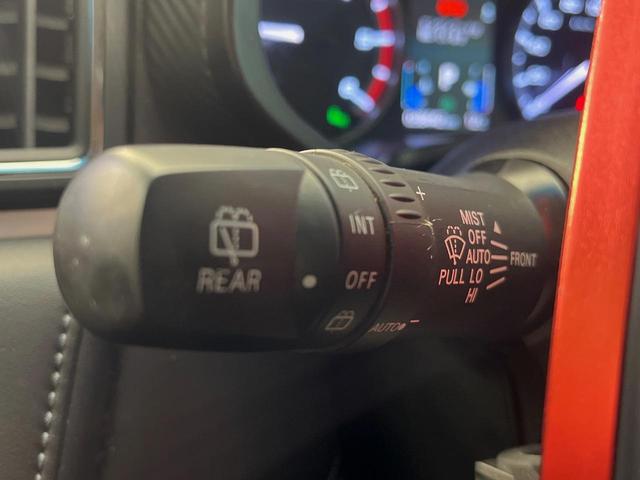 REAR
INT
OFF
+
AUTO
-
MIST
OFF
AUTO
PULL LO
HI
FRONT
P